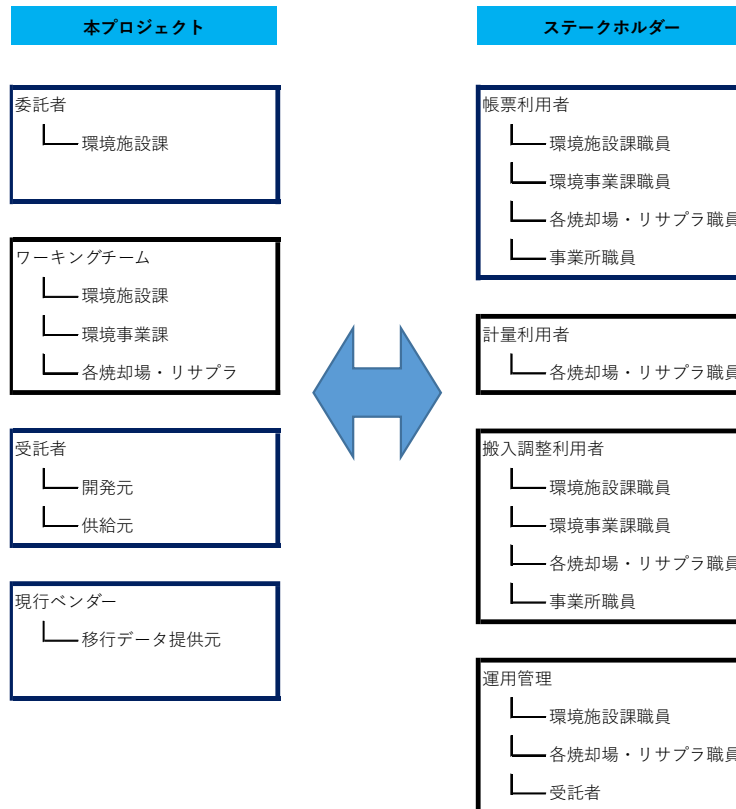 本プロジェクト
委託者
環境施設課
ワーキングチーム
環境施設課
環境事業課
各焼却場・リサプラ
受託者
開発元
供給元
現行ベンダー
移行データ提供元
ステークホルダー
帳票利用者
環境施設課職員
環境事業課職員
各焼却場・リサプラ職員
事業所職員
計量利用者
各焼却場・リサプラ職員
搬入調整利用者
環境施設課職員
環境事業課職員
各焼却場・リサプラ職員
事業所職員
運用管理
環境施設課職員
各焼却場・リサプラ職員
受託者